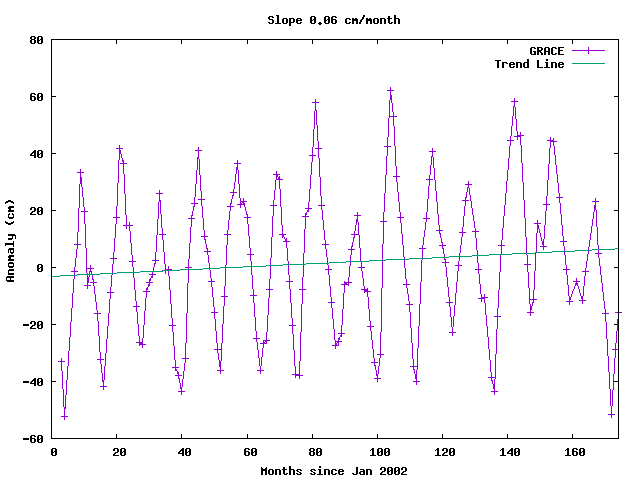 Slope 0.06 cm/month
80
60
40
20
0
-20
-40
-60
Anomaly (cm)
GRACE
Trend Line
0 20 40 60 80 100 120 140 160
Months since Jan 2002